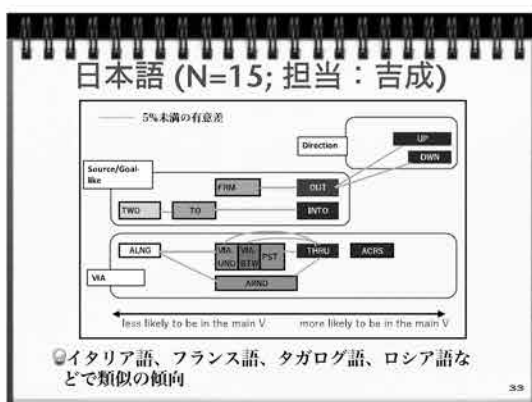 日本語 (N=15; 担当：吉成)
5%未満の有意差
Direction
UP
DWN
Source/Goal-
like
FRM
OUT
TWD
TO
INTO
ALNG
VIA
UND
VIA
BTW
PST
THRU
ACRS
VIA
ARND
less likely to be in the main V
more likely to be in the main V
イタリア語、フランス語、タガログ語、ロシア語な
どで類似の傾向
33